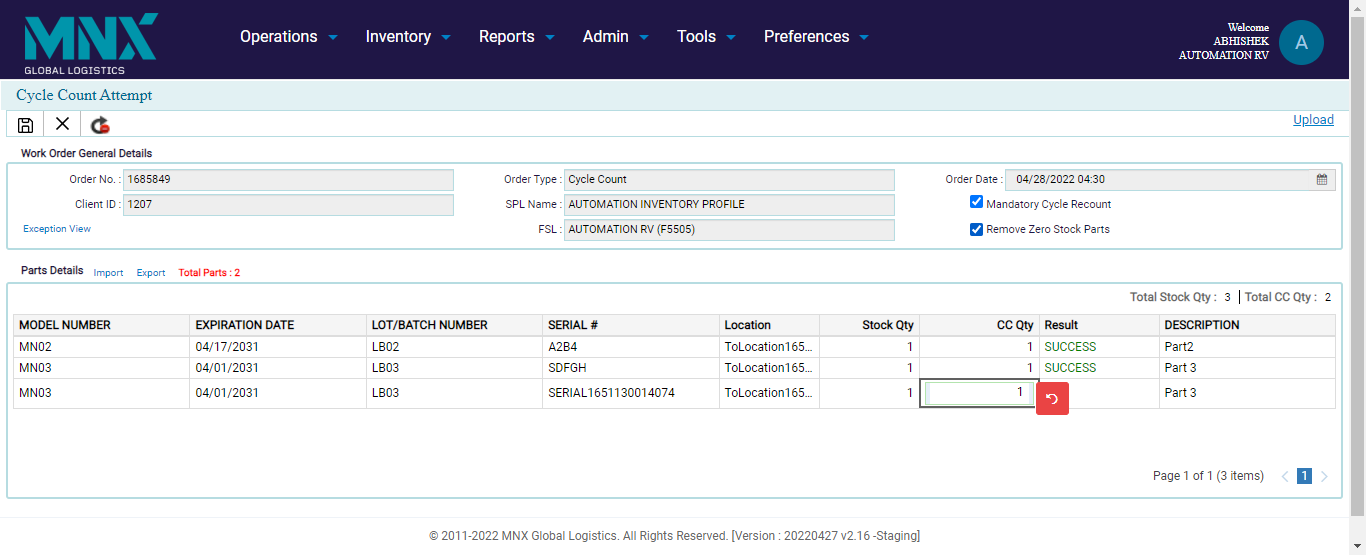 MNX
GLOBAL LOGISTICS
Operations Inventory Reports Admin Tools Preferences
Welcome
ABHISHEK
AUTOMATION RV
A
Cycle Count Attempt
Upload
Work Order General Details
Order No. : 1685849 Order Type : Cycle Count Order Date : 04/28/2022 04:30
Client ID : 1207 SPL Name : AUTOMATION INVENTORY PROFILE Mandatory Cycle Recount
Exception View FSL : AUTOMATION RV (F5505) Remove Zero Stock Parts
Parts Details Import Export Total Parts : 2
Total Stock Qty : 3 Total CC Qty : 2
MODEL NUMBER EXPIRATION DATE LOT/BATCH NUMBER SERIAL # Location Stock Qty CC Qty Result DESCRIPTION
MN02 04/17/2031 LB02 A2B4 ToLocation165... 1 1 SUCCESS Part2
MN03 04/01/2031 LB03 SDFGH ToLocation165... 1 1 SUCCESS Part 3
MN03 04/01/2031 LB03 SERIAL1651130014074 ToLocation165... 1 1 Part 3
Page 1 of 1 (3 items) 1
© 2011-2022 MNX Global Logistics. All Rights Reserved. [Version : 20220427 v2.16 -Staging]